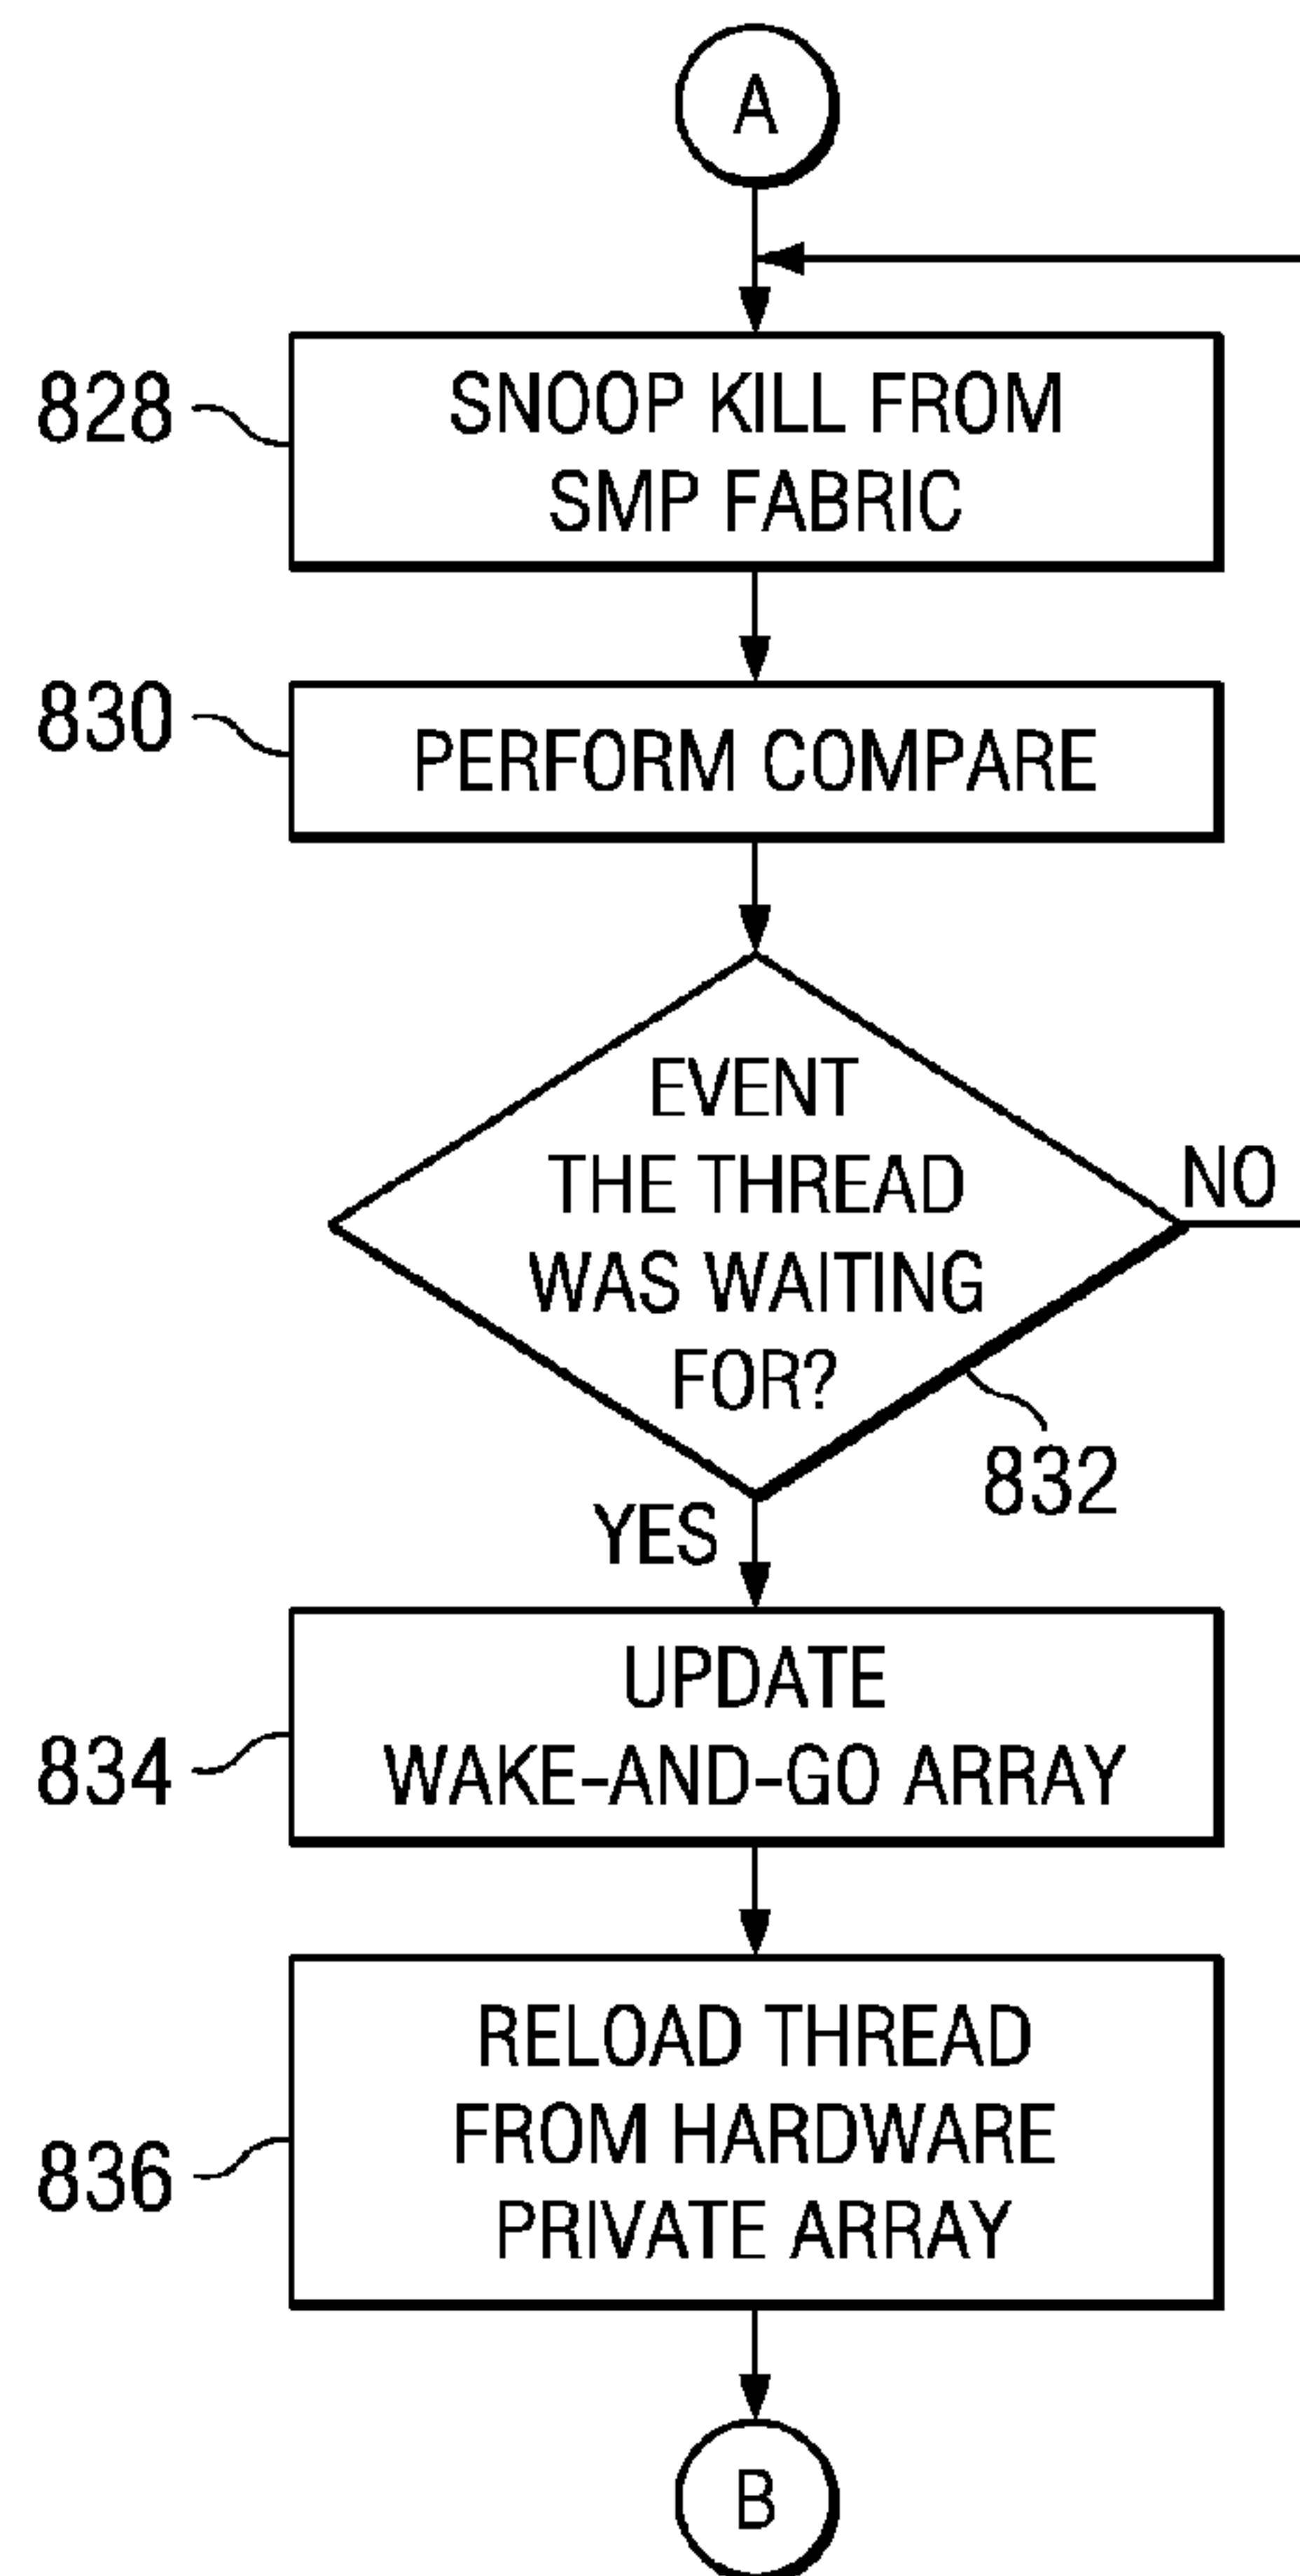 A
828
SNOOP KILL FROM
SMP FABRIC
830
PERFORM COMPARE
EVENT
THE THREAD
WAS WAITING
FOR?
NO
832
YES
834
UPDATE
WAKE-AND-GO ARRAY
836
RELOAD THREAD
FROM HARDWARE
PRIVATE ARRAY
B